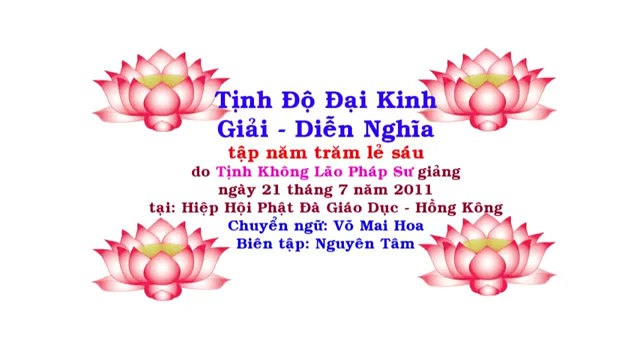 Tịnh Độ Đại Kinh
Giải - Diễn Nghĩa
tập năm trăm lẻ sáu
do Tịnh Không Lão Pháp Sư giảng
ngày 21 tháng 7 năm 2011
tại: Hiệp Hội Phật Đà Giáo Dục - Hồng Kông
Chuyển ngữ: Võ Mai Hoa
Biên tập: Nguyên Tâm